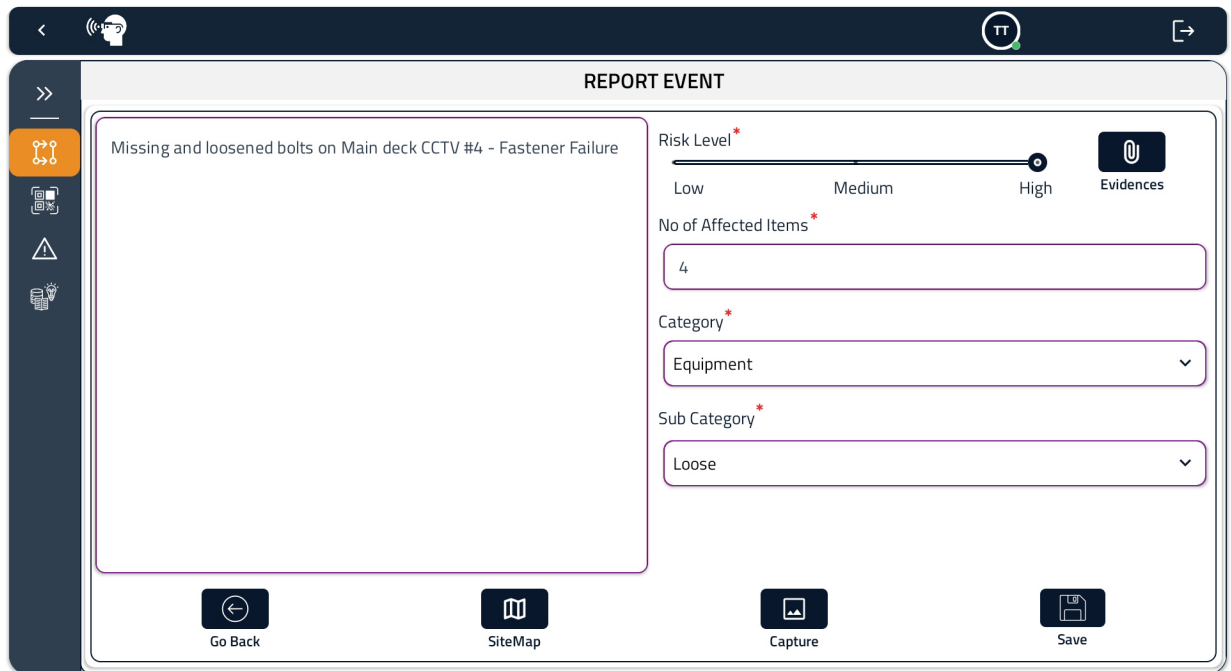 TT
REPORT EVENT
Missing and loosened bolts on Main deck CCTV #4 - Fastener Failure
Risk Level*
Low Medium High
Evidences
No of Affected Items*
4
Category*
Equipment
Sub Category*
Loose
Go Back
SiteMap
Capture
Save